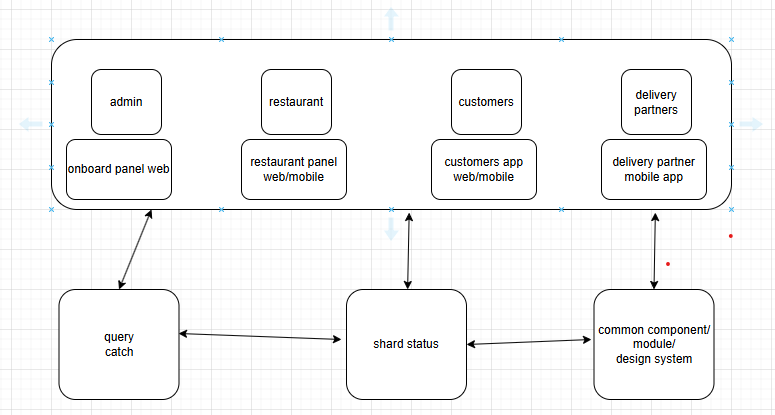 admin
restaurant
customers
delivery
partners
onboard panel web
restaurant panel
web/mobile
customers app
web/mobile
delivery partner
mobile app
query
catch
shard status
common component/
module/
design system